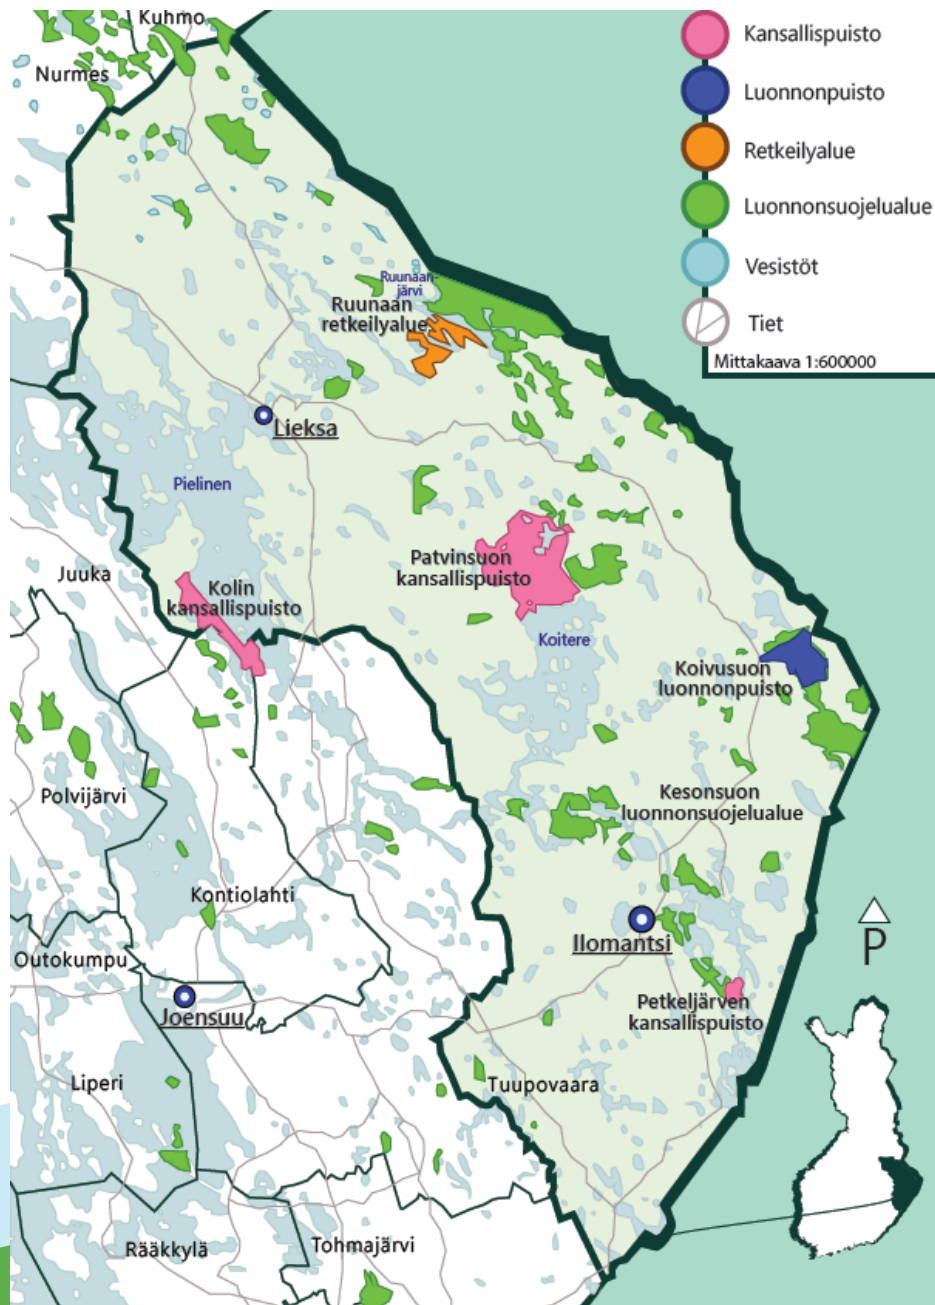 Kuhmo
Nurmes
Kansallispuisto
Luonnonpuisto
Retkeilyalue
Luonnonsuojelualue
Vesistöt
Tiet
Mittakaava 1:600000
Ruunaan-
järvi
Ruunaan
retkeilyalue
Lieksa
Pielinen
Juuka
Kolin
kansallispuisto
Patvinsuon
kansallispuisto
Koitere
Koivusuon
luonnonpuisto
Polvijärvi
Kesonsuon
luonnonsuojelualue
Kontiolahti
Outokumpu
Ilomantsi
P
Joensuu
Petkeljärven
kansallispuisto
Liperi
Tuupovaara
Rääkkylä
Tohmajärvi